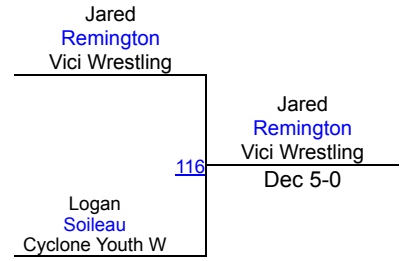 Jared
Remington
Vici Wrestling
Jared
Remington
Vici Wrestling
116
Dec 5-0
Logan
Soileau
Cyclone Youth W